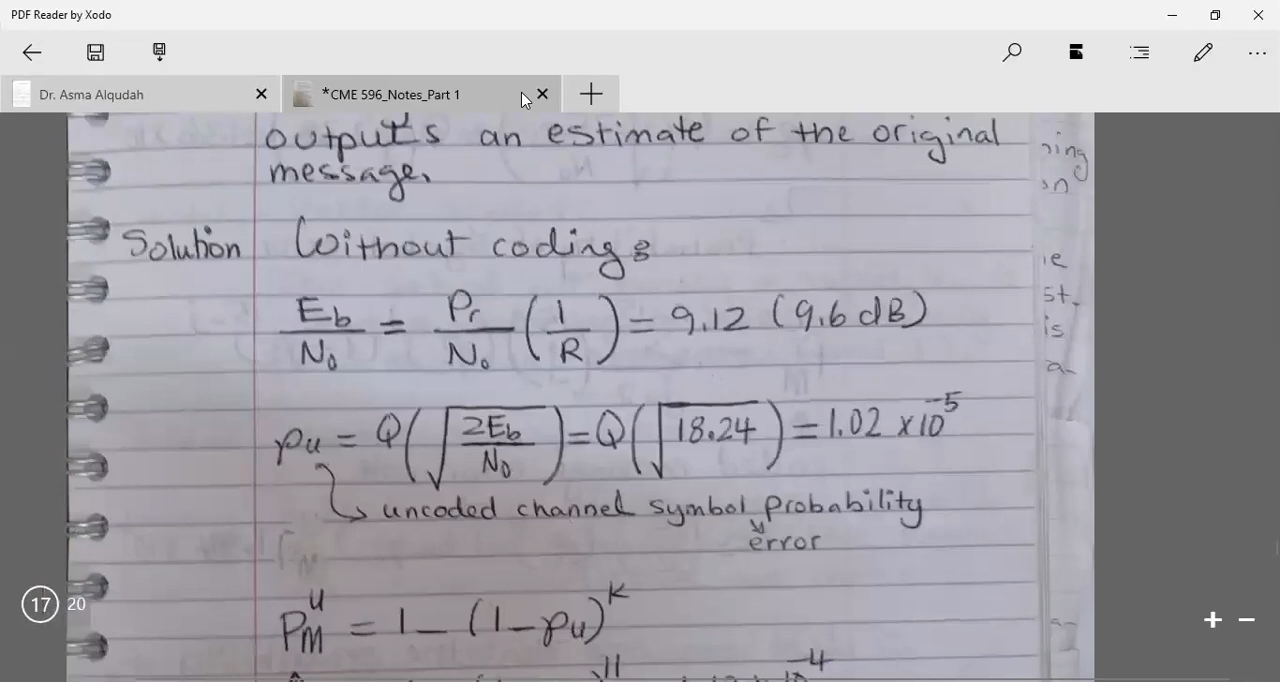 PDF Reader by Xodo
Dr. Asma Alqudah
*CME 596_Notes_Part 1
outputs an estimate of the original
message.
Solution Without coding:
Eb/N0 = Pr/N0 (1/R) = 9.12 (9.6 dB)
pu = Q(√(2Eb/N0)) = Q(√18.24) = 1.02 × 10^-5
↳ uncoded channel symbol probability
error
P_M^u = 1 - (1 - pu)^k
17 20